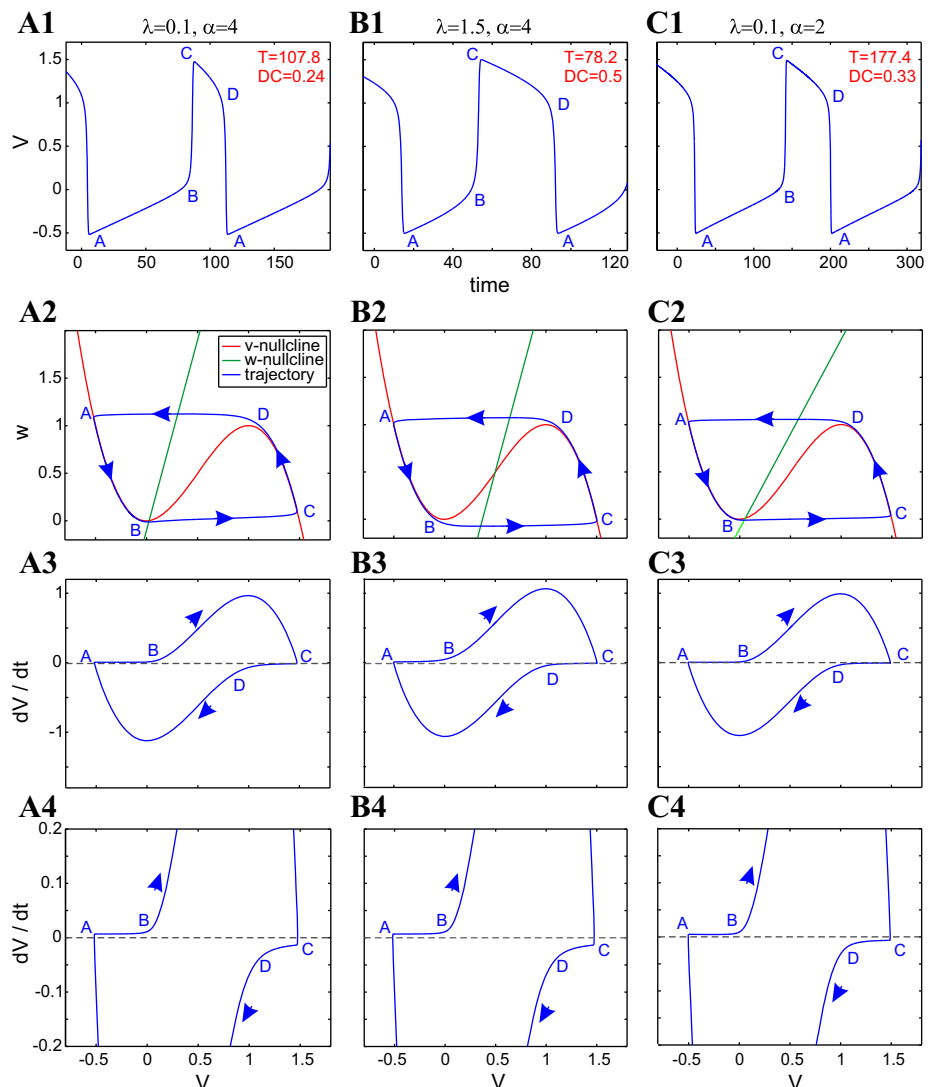 A1 λ=0.1, α=4 B1 λ=1.5, α=4 C1 λ=0.1, α=2
T=107.8 T=78.2 T=177.4
DC=0.24 DC=0.5 DC=0.33
V
1.5
1
0.5
0
-0.5
A B C D A
A B C D A
A B C D A
0 50 100 0 40 80 120 0 100 200 300
time
A2 B2 C2
v-nullcline
w-nullcline
trajectory
w
1
0.5
0
A B C D
A B C D
A B C D
A3 B3 C3
dV / dt
1
0
-1
A B C D
A B C D
A B C D
A4 B4 C4
dV / dt
0.2
0.1
0
-0.1
-0.2
A B C D
A B C D
A B C D
-0.5 0 0.5 1 1.5 -0.5 0 0.5 1 1.5 -0.5 0 0.5 1 1.5
V V V